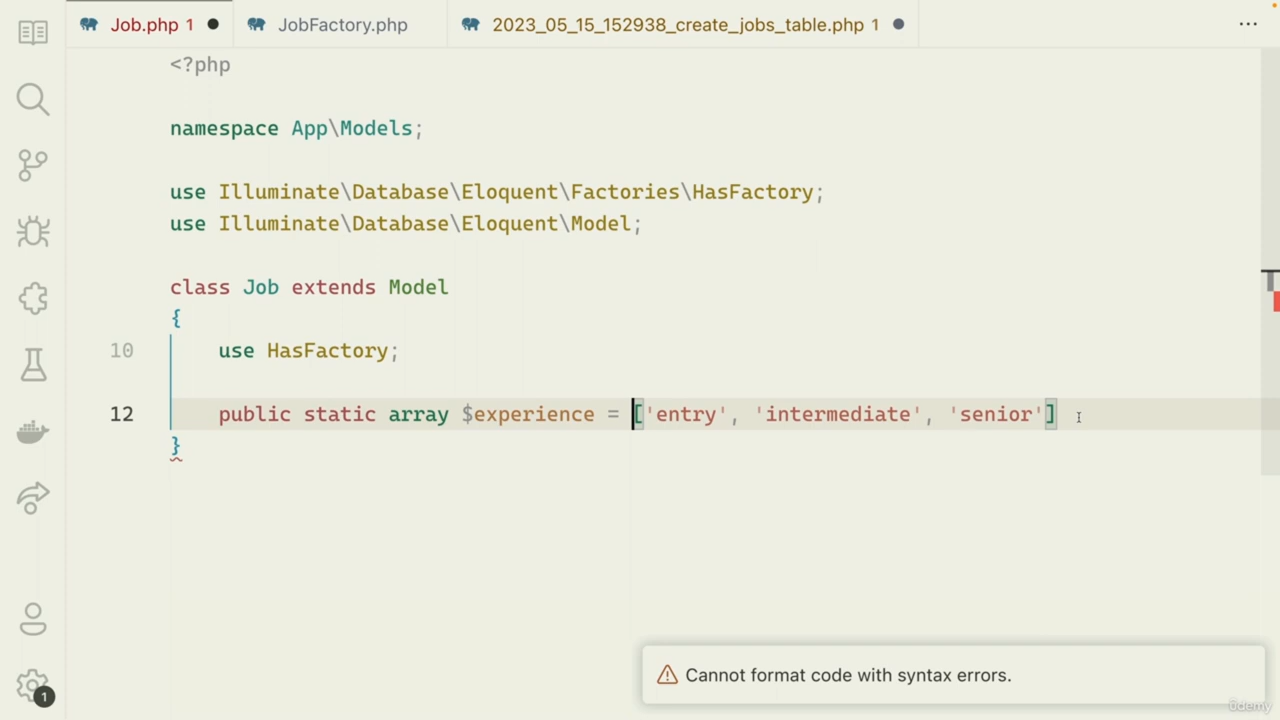 Job.php 1 JobFactory.php 2023_05_15_152938_create_jobs_table.php 1 ...
<?php
namespace App\Models;
use Illuminate\Database\Eloquent\Factories\HasFactory;
use Illuminate\Database\Eloquent\Model;
class Job extends Model
{
10 use HasFactory;
12 public static array $experience = ['entry', 'intermediate', 'senior']
}
Cannot format code with syntax errors.
1
ûdemy